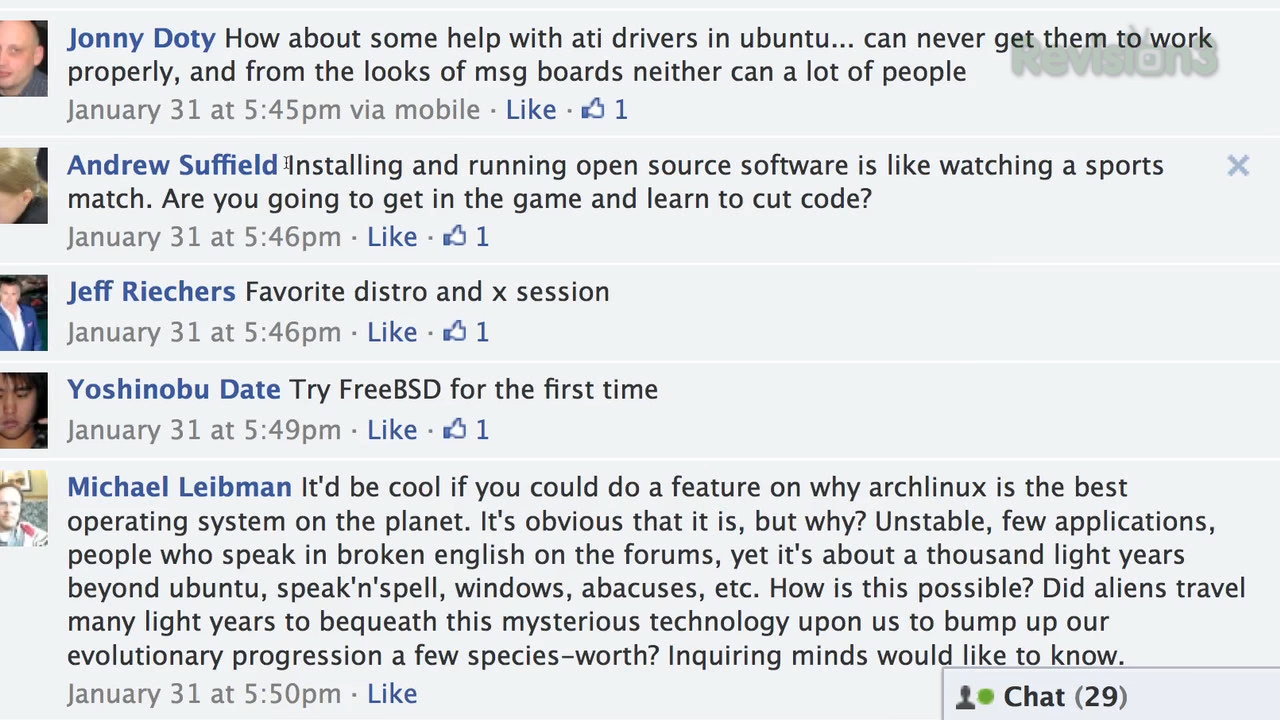 Jonny Doty How about some help with ati drivers in ubuntu... can never get them to work
properly, and from the looks of msg boards neither can a lot of people
Revision3
January 31 at 5:45pm via mobile · Like · 1
Andrew Suffield Installing and running open source software is like watching a sports
match. Are you going to get in the game and learn to cut code?
January 31 at 5:46pm · Like · 1
Jeff Riechers Favorite distro and x session
January 31 at 5:46pm · Like · 1
Yoshinobu Date Try FreeBSD for the first time
January 31 at 5:49pm · Like · 1
Michael Leibman It'd be cool if you could do a feature on why archlinux is the best
operating system on the planet. It's obvious that it is, but why? Unstable, few applications,
people who speak in broken english on the forums, yet it's about a thousand light years
beyond ubuntu, speak'n'spell, windows, abacuses, etc. How is this possible? Did aliens travel
many light years to bequeath this mysterious technology upon us to bump up our
evolutionary progression a few species-worth? Inquiring minds would like to know.
January 31 at 5:50pm · Like
Chat (29)